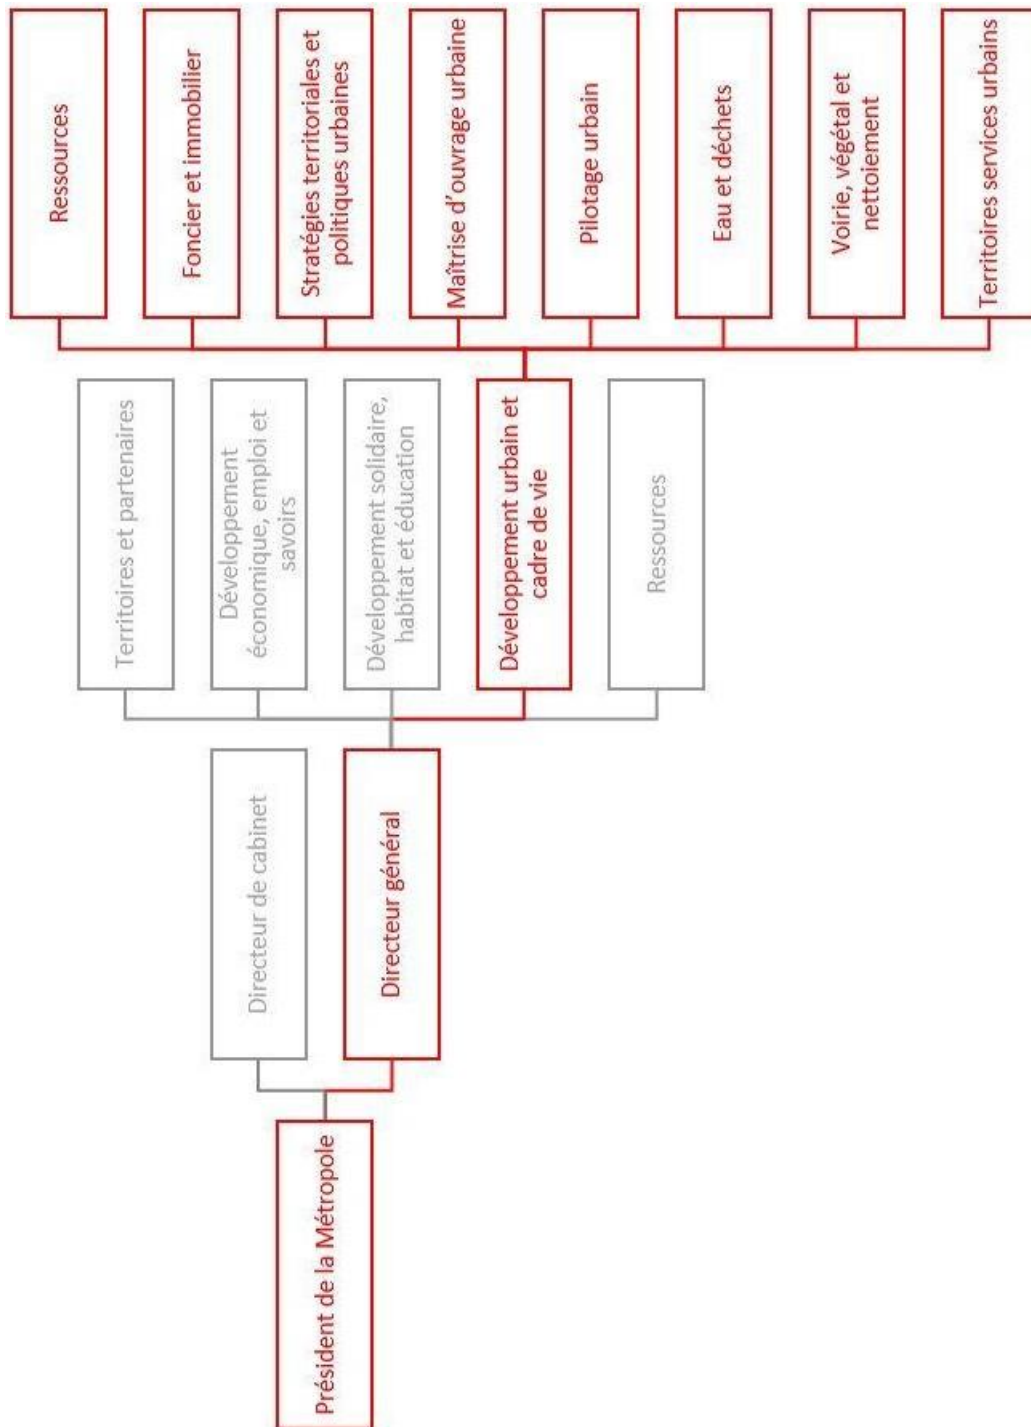 Président de la Métropole
Directeur de cabinet
Directeur général
Territoires et partenaires
Développement
économique, emploi et
savoirs
Développement solidaire,
habitat et éducation
Développement urbain et
cadre de vie
Ressources
Ressources
Foncier et immobilier
Stratégies territoriales et
politiques urbaines
Maîtrise d'ouvrage urbaine
Pilotage urbain
Eau et déchets
Voirie, végétal et
nettoiement
Territoires services urbains